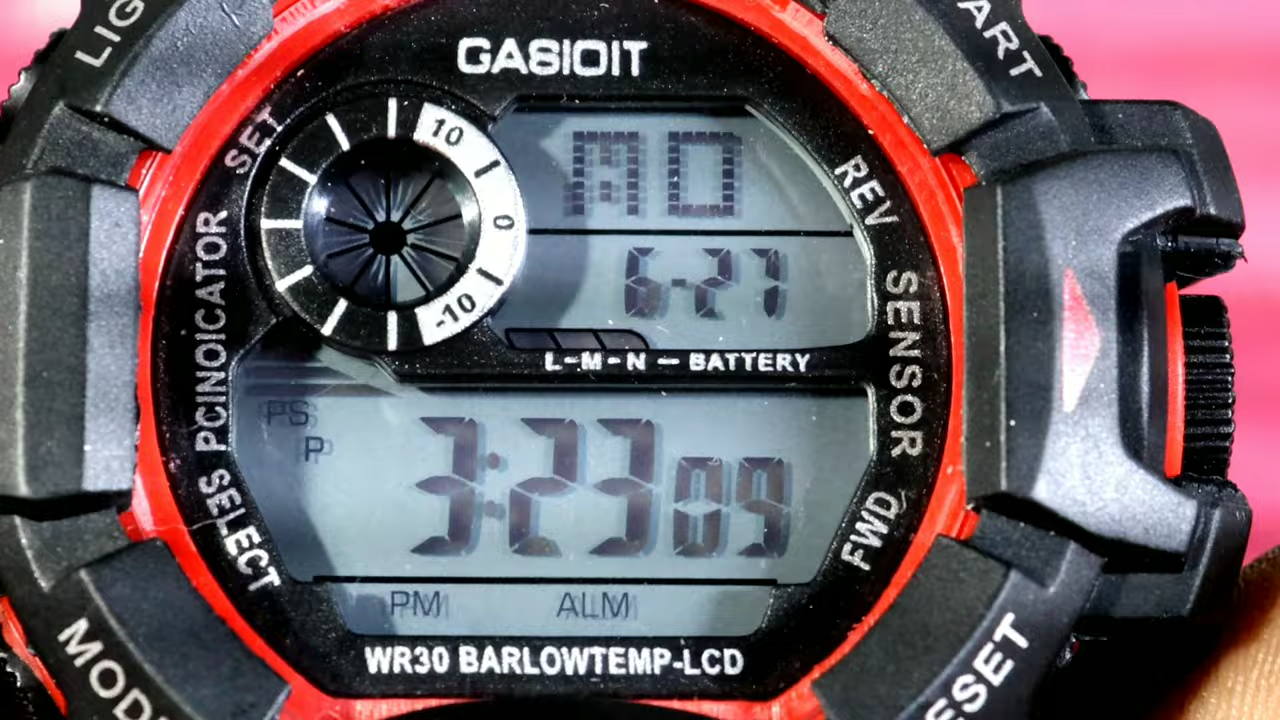 LIG
ART
GA8IOIT
SET
10
0
-10
MO
REV
6-27
L-M-N — BATTERY
PCINOICATOR
SENSOR
PS
P
3:23 09
SELECT
FWD
PM ALM
WR30 BARLOWTEMP-LCD
MOD
ESET